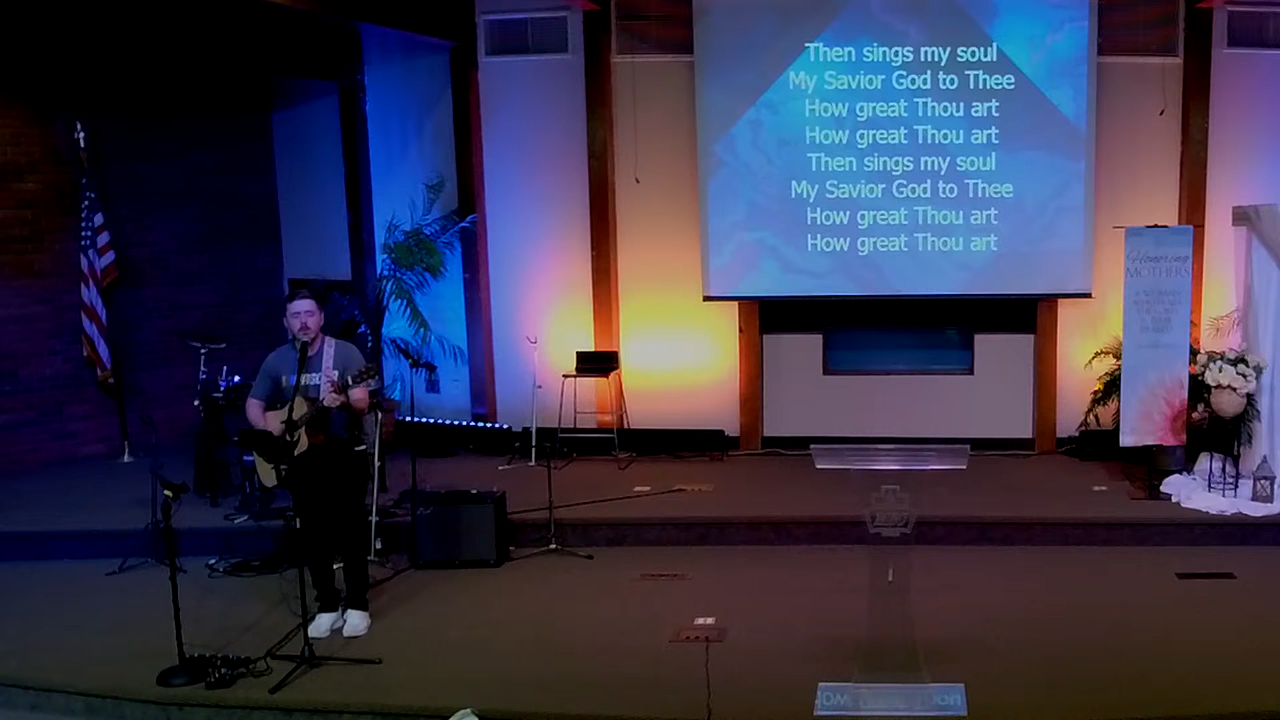 Then sings my soul
My Savior God to Thee
How great Thou art
How great Thou art
Then sings my soul
My Savior God to Thee
How great Thou art
How great Thou art
Honoring
MOTHERS